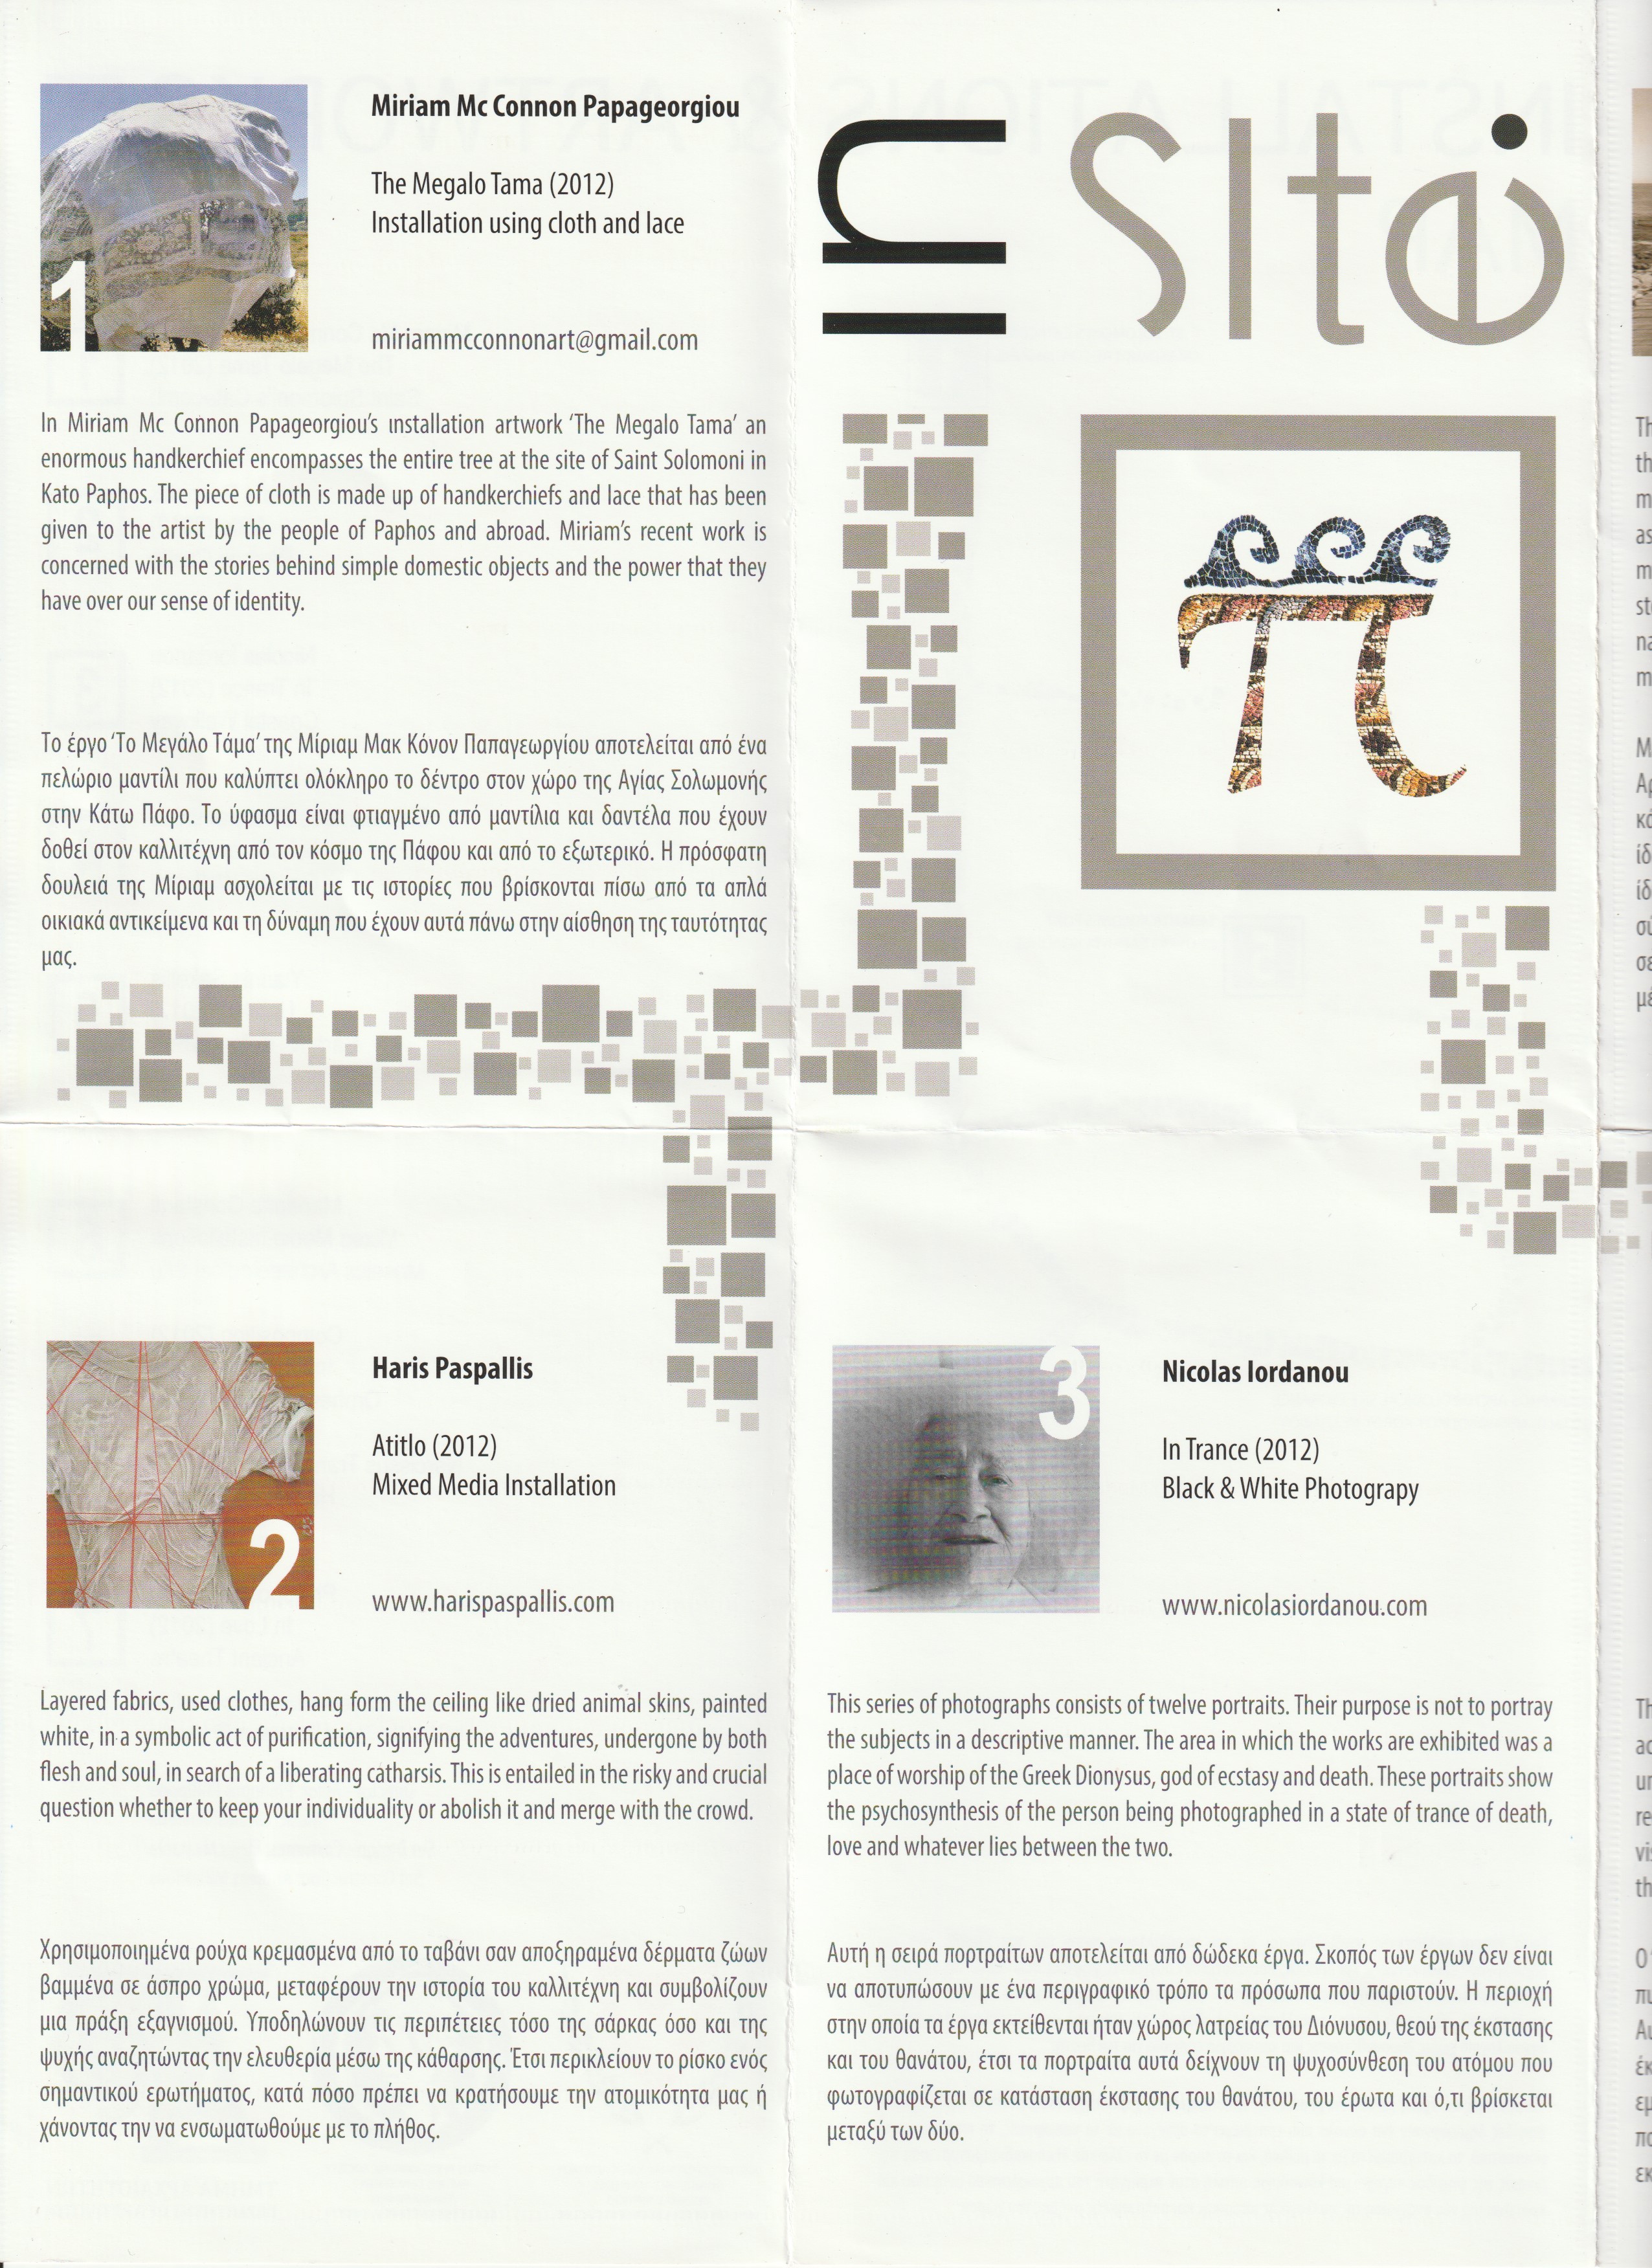 1
Miriam Mc Connon Papageorgiou
The Megalo Tama (2012)
Installation using cloth and lace
miriammcconnonart@gmail.com
In Miriam Mc Connon Papageorgiou's ınstallation artwork 'The Megalo Tama' an
enormous handkerchief encompasses the entire tree at the site of Saint Solomoni in
Kato Paphos. The piece of cloth is made up of handkerchiefs and lace that has been
given to the artist by the people of Paphos and abroad. Miriam's recent work is
concerned with the stories behind simple domestic objects and the power that they
have over our sense of identity.
Το έργο 'Το Μεγάλο Τάμα' της Μίριαμ Μακ Κόνον Παπαγεωργίου αποτελείται από ένα
πελώριο μαντίλι που καλύπτει ολόκληρο το δέντρο στον χώρο της Αγίας Σολωμονής
στην Κάτω Πάφο. Το ύφασμα είναι φτιαγμένο από μαντίλια και δαντέλα που έχουν
δοθεί στον καλλιτέχνη από τον κόσμο της Πάφου και από το εξωτερικό. Η πρόσφατη
δουλειά της Μίριαμ ασχολείται με τις ιστορίες που βρίσκονται πίσω από τα απλά
οικιακά αντικείμενα και τη δύναμη που έχουν αυτά πάνω στην αίσθηση της ταυτότητας
μας.
In Site
π
2
Haris Paspallis
Atitlo (2012)
Mixed Media Installation
www.harispaspallis.com
Layered fabrics, used clothes, hang form the ceiling like dried animal skins, painted
white, in a symbolic act of purification, signifying the adventures, undergone by both
flesh and soul, in search of a liberating catharsis. This is entailed in the risky and crucial
question whether to keep your individuality or abolish it and merge with the crowd.
Χρησιμοποιημένα ρούχα κρεμασμένα από το ταβάνι σαν αποξηραμένα δέρματα ζώων
βαμμένα σε άσπρο χρώμα, μεταφέρουν την ιστορία του καλλιτέχνη και συμβολίζουν
μια πράξη εξαγνισμού. Υποδηλώνουν τις περιπέτειες τόσο της σάρκας όσο και της
ψυχής αναζητώντας την ελευθερία μέσω της κάθαρσης. Έτσι περικλείουν το ρίσκο ενός
σημαντικού ερωτήματος, κατά πόσο πρέπει να κρατήσουμε την ατομικότητα μας ή
χάνοντας την να ενσωματωθούμε με το πλήθος.
3
Nicolas Iordanou
In Trance (2012)
Black & White Photograpy
www.nicolasiordanou.com
This series of photographs consists of twelve portraits. Their purpose is not to portray
the subjects in a descriptive manner. The area in which the works are exhibited was a
place of worship of the Greek Dionysus, god of ecstasy and death. These portraits show
the psychosynthesis of the person being photographed in a state of trance of death,
love and whatever lies between the two.
Αυτή η σειρά πορτραίτων αποτελείται από δώδεκα έργα. Σκοπός των έργων δεν είναι
να αποτυπώσουν με ένα περιγραφικό τρόπο τα πρόσωπα που παριστούν. Η περιοχή
στην οποία τα έργα εκτείθενται ήταν χώρος λατρείας του Διόνυσου, θεού της έκστασης
και του θανάτου, έτσι τα πορτραίτα αυτά δείχνουν τη ψυχοσύνθεση του ατόμου που
φωτογραφίζεται σε κατάσταση έκστασης του θανάτου, του έρωτα και ό,τι βρίσκεται
μεταξύ των δύο.